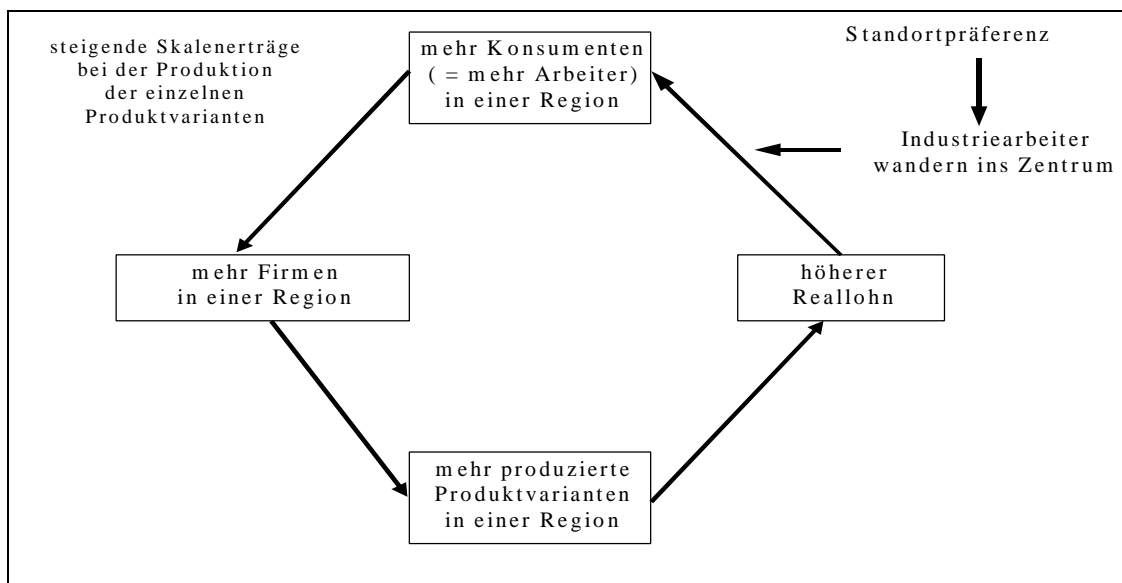 steigende Skalenerträge
bei der Produktion
der einzelnen
Produktvarianten
mehr Konsumenten
( = mehr Arbeiter)
in einer Region
Standortpräferenz
Industriearbeiter
wandern ins Zentrum
mehr Firmen
in einer Region
höherer
Reallohn
mehr produzierte
Produktvarianten
in einer Region